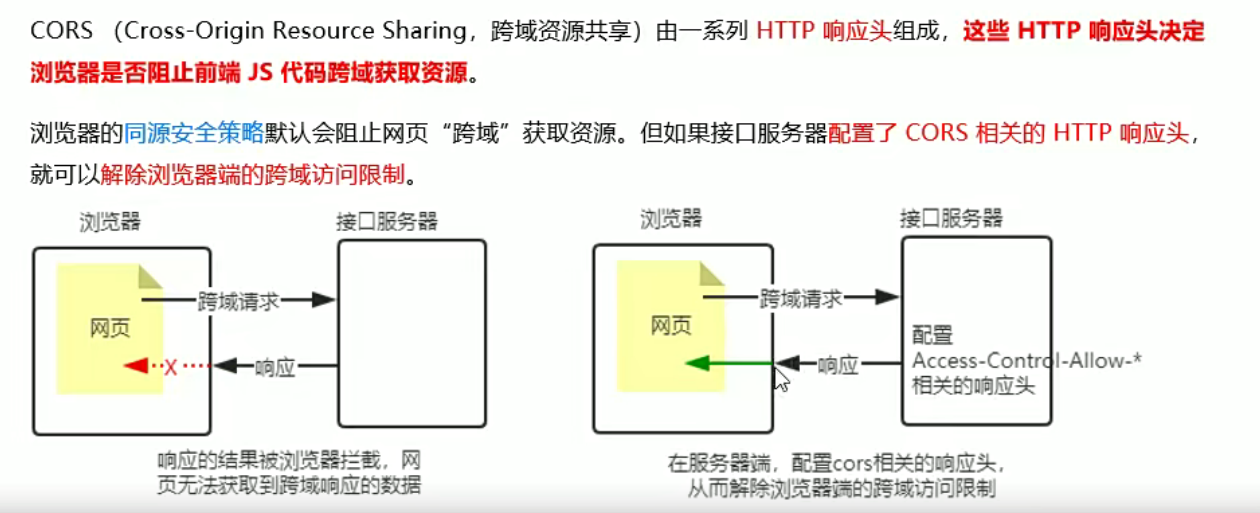 CORS （Cross-Origin Resource Sharing，跨域资源共享）由一系列 HTTP 响应头组成，这些 HTTP 响应头决定
浏览器是否阻止前端 JS 代码跨域获取资源。
浏览器的同源安全策略默认会阻止网页“跨域”获取资源。但如果接口服务器配置了 CORS 相关的 HTTP 响应头，
就可以解除浏览器端的跨域访问限制。
浏览器
接口服务器
跨域请求
网页
X
响应
响应的结果被浏览器拦截，网
页无法获取到跨域响应的数据
浏览器
接口服务器
跨域请求
网页
响应
配置
Access-Control-Allow-*
相关的响应头
在服务器端，配置cors相关的响应头，
从而解除浏览器端的跨域访问限制